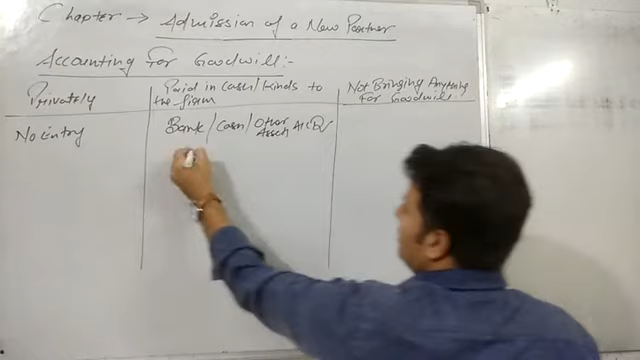 Chapter → Admission of a New Partner
Accounting for Goodwill:-
Privately
Paid in cash/kinds to
the firm
Not Bringing Anything
For Goodwill
No Entry
Bank/Cash/Other
Assets A/c Dr